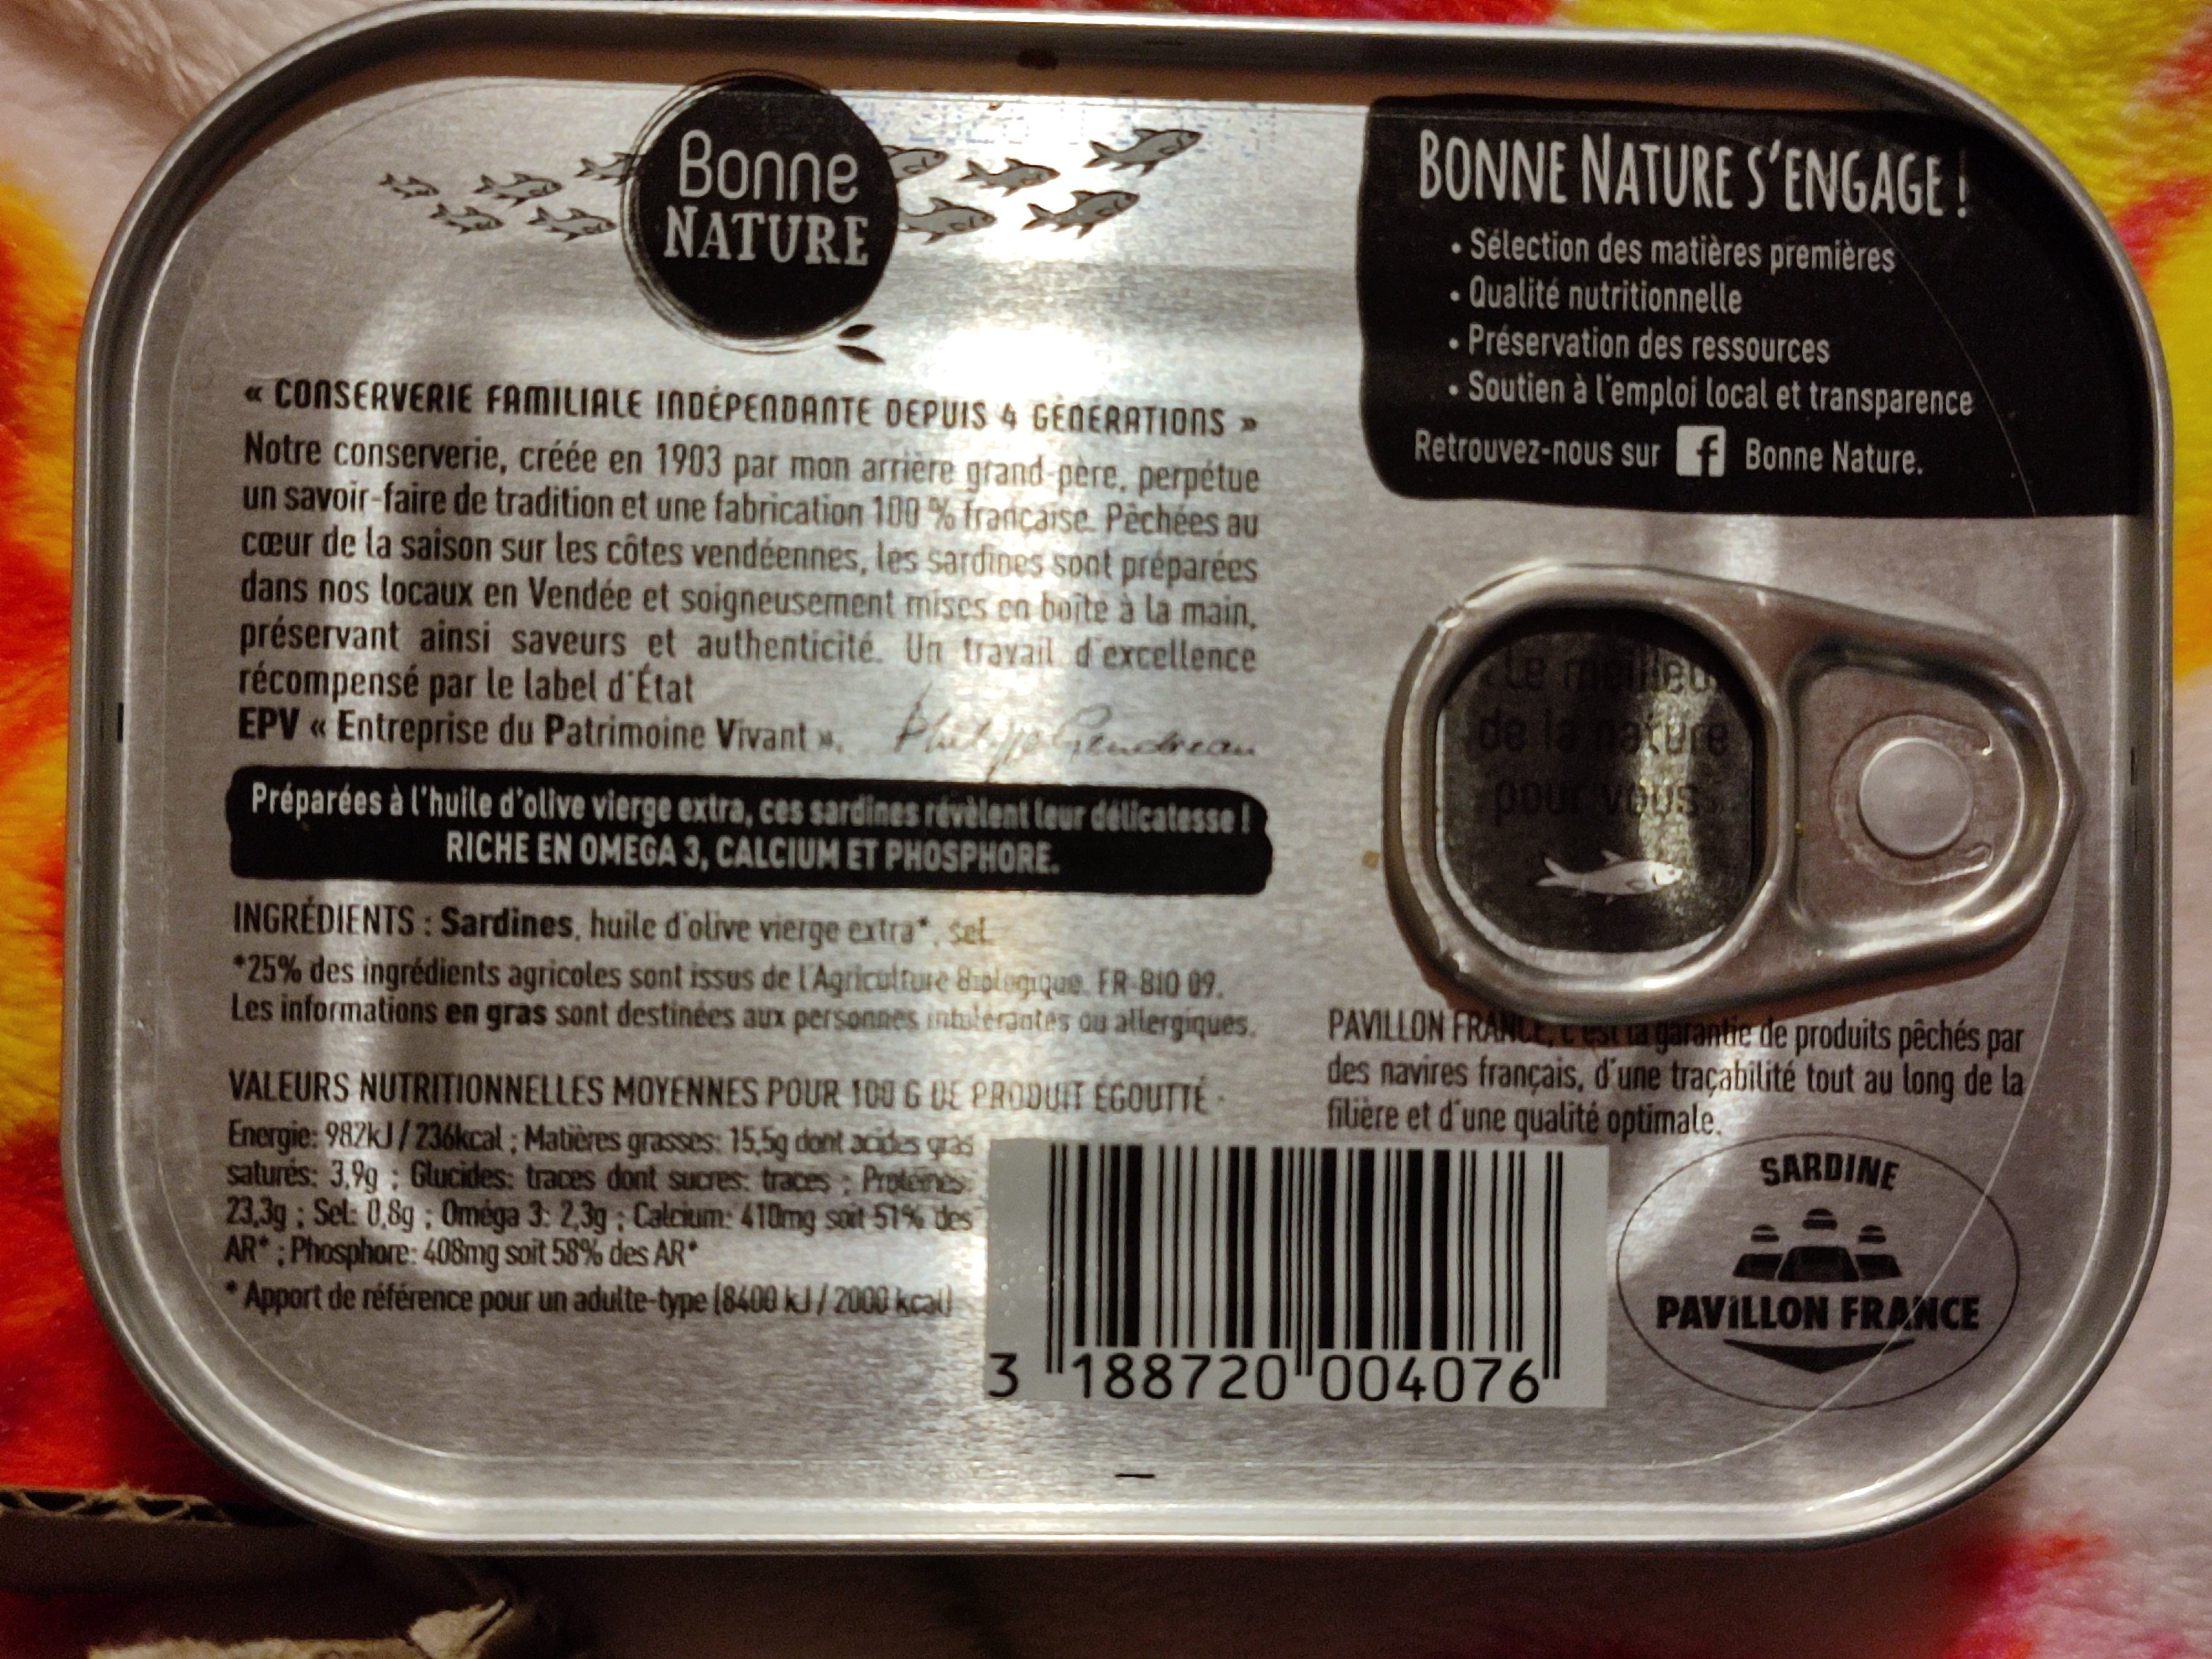 Bonne
NATURE
« CONSERVERIE FAMILIALE INDÉPENDANTE DEPUIS 4 GÉNÉRATIONS »
Notre conserverie, créée en 1903 par mon arrière grand-père, perpétue
un savoir-faire de tradition et une fabrication 100 % française. Pêchées au
cœur de la saison sur les côtes vendéennes, les sardines sont préparées
dans nos locaux en Vendée et soigneusement mises en boîte à la main,
préservant ainsi saveurs et authenticité. Un travail d'excellence
récompensé par le label d'État
EPV « Entreprise du Patrimoine Vivant ».
Philippe Gendreau
Préparées à l'huile d'olive vierge extra, ces sardines révèlent leur délicatesse !
RICHE EN OMEGA 3, CALCIUM ET PHOSPHORE.
INGRÉDIENTS : Sardines, huile d'olive vierge extra*, sel.
*25% des ingrédients agricoles sont issus de l'Agriculture Biologique. FR-BIO 09.
Les informations en gras sont destinées aux personnes intolérantes ou allergiques.
VALEURS NUTRITIONNELLES MOYENNES POUR 100 G DE PRODUIT ÉGOUTTÉ :
Energie: 982kJ / 236kcal ; Matières grasses: 15,5g dont acides gras
saturés: 3,9g ; Glucides: traces dont sucres: traces ; Protéines:
23,3g ; Sel: 0,8g ; Oméga 3: 2,3g ; Calcium: 410mg soit 51% des
AR* ; Phosphore: 408mg soit 58% des AR*
* Apport de référence pour un adulte-type (8400 kJ / 2000 kcal)
BONNE NATURE S'ENGAGE !
• Sélection des matières premières
• Qualité nutritionnelle
• Préservation des ressources
• Soutien à l'emploi local et transparence
Retrouvez-nous sur f Bonne Nature.
Le meilleu
de la nature
pour vous
PAVILLON FRANCE, c'est la garantie de produits pêchés par
des navires français, d'une traçabilité tout au long de la
filière et d'une qualité optimale.
3 188720 004076
SARDINE
PAVILLON FRANCE